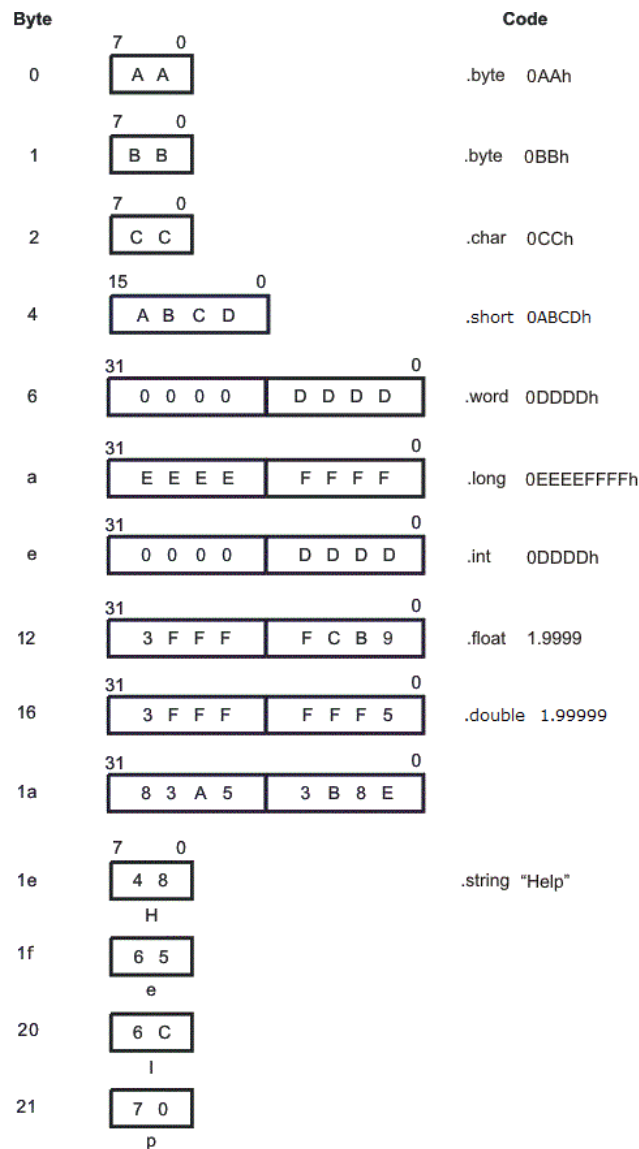 Byte Code
7 0
0 A A .byte 0AAh
7 0
1 B B .byte 0BBh
7 0
2 C C .char 0CCh
15 0
4 A B C D .short 0ABCDh
31 0
6 0 0 0 0 D D D D .word 0DDDDh
31 0
a E E E E F F F F .long 0EEEEFFFFh
31 0
e 0 0 0 0 D D D D .int 0DDDDh
31 0
12 3 F F F F C B 9 .float 1.9999
31 0
16 3 F F F F F F 5 .double 1.99999
31 0
1a 8 3 A 5 3 B 8 E
7 0
1e 4 8 .string “Help”
H
1f 6 5
e
20 6 C
l
21 7 0
p